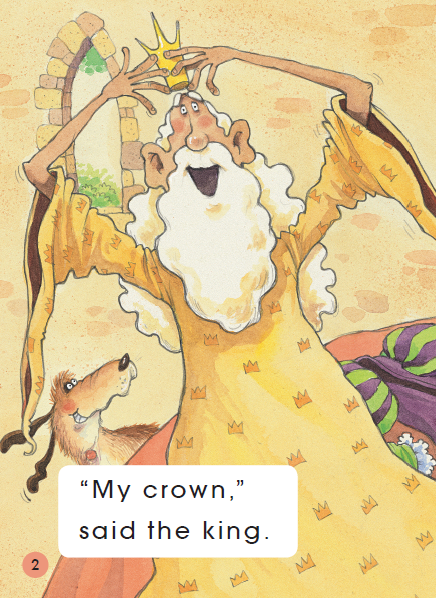 “My crown,”
said the king.
2